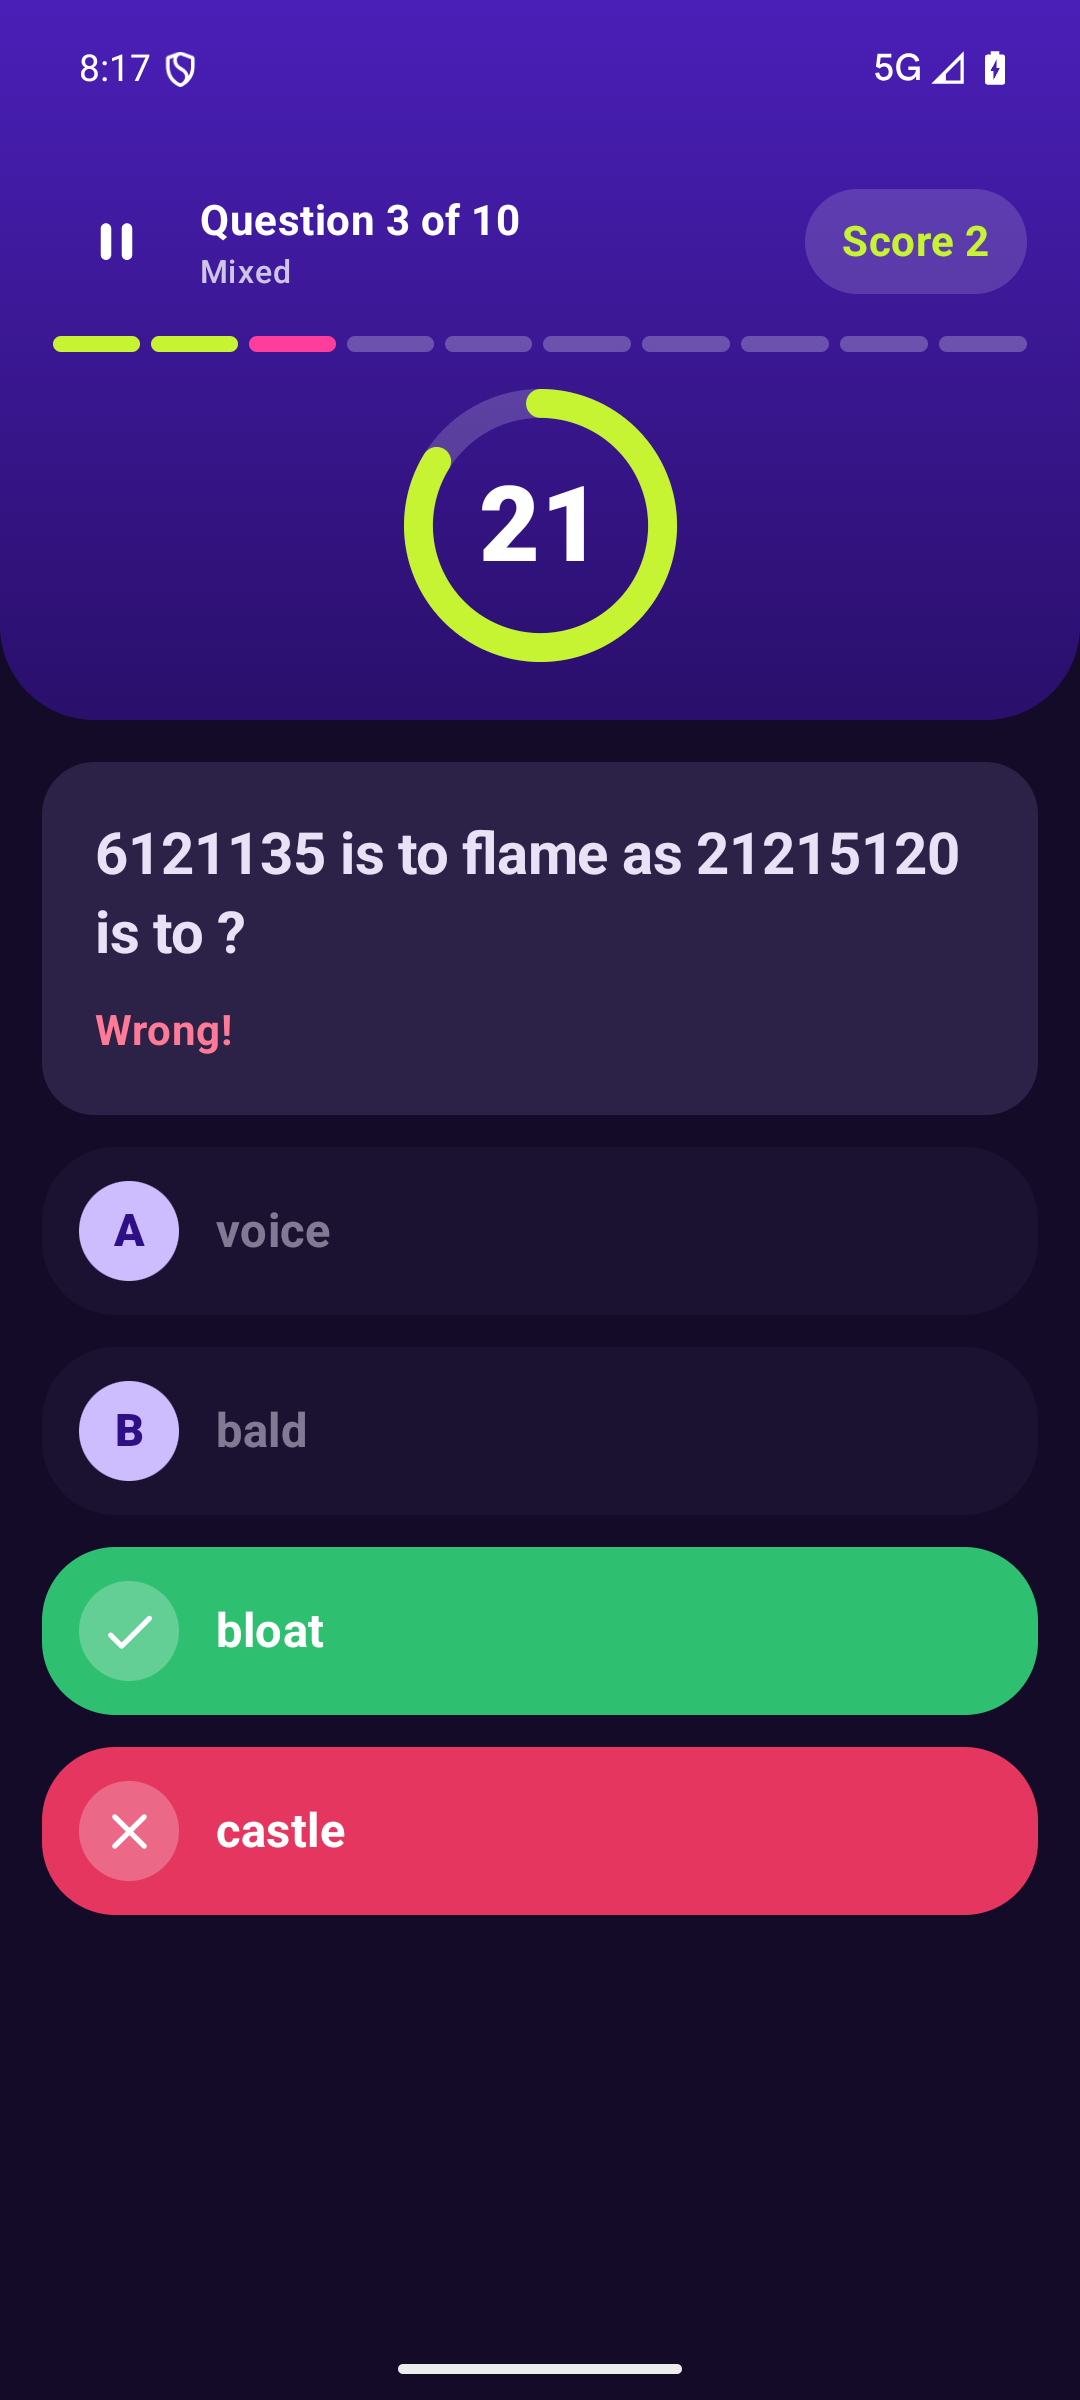 8:17
5G
Question 3 of 10
Mixed
Score 2
21
6121135 is to flame as 21215120
is to ?
Wrong!
A
voice
B
bald
bloat
castle